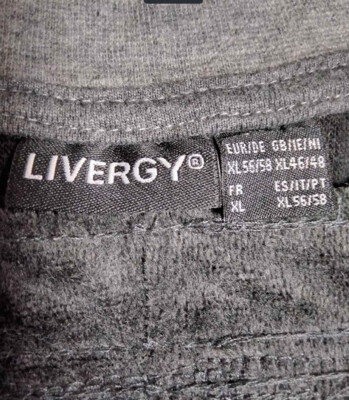 LIVERGY®
EUR/DE GB/IE/NI
XL 56/58 XL 46/48
FR ES/IT/PT
XL XL 56/58